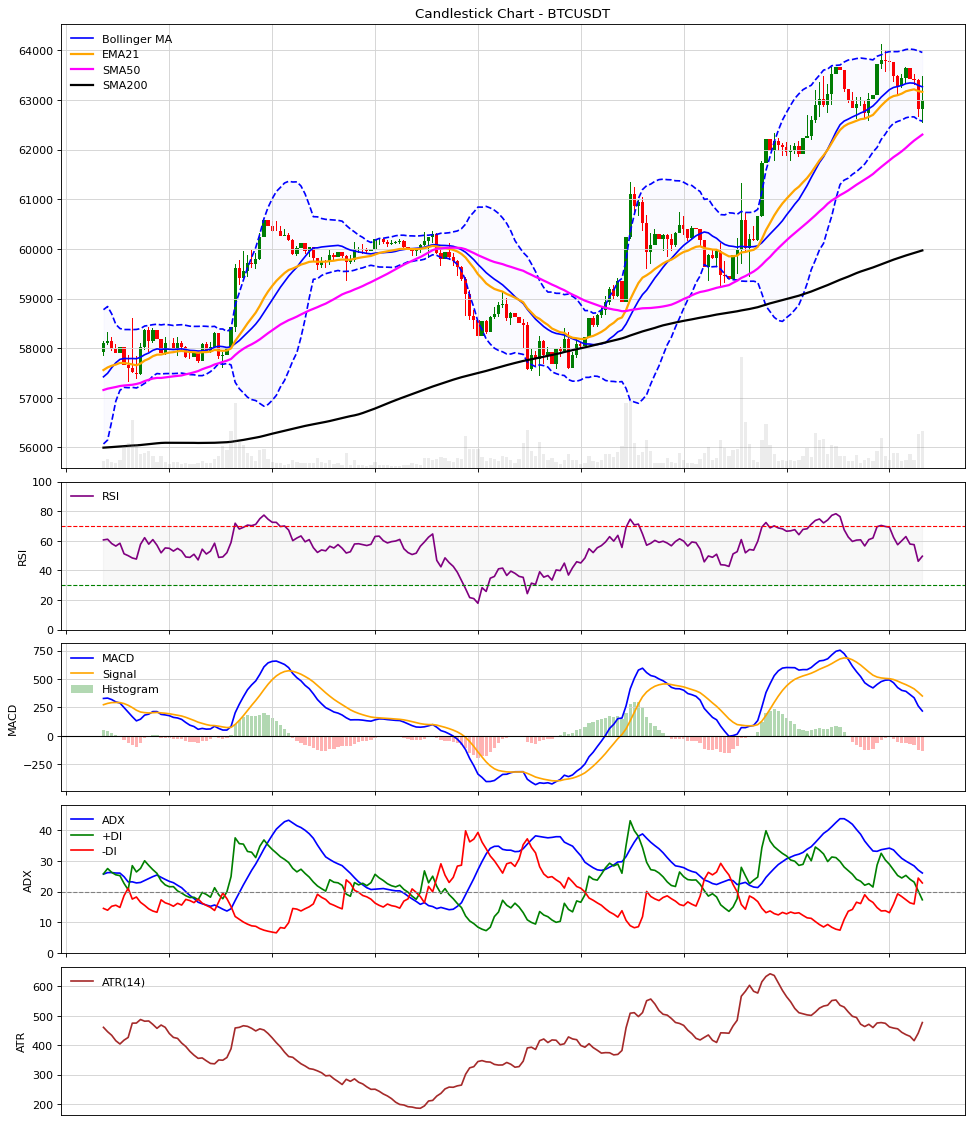 Candlestick Chart - BTCUSDT
Bollinger MA
EMA21
SMA50
SMA200
64000
63000
62000
61000
60000
59000
58000
57000
56000
RSI
RSI
100
80
60
40
20
0
MACD
Signal
Histogram
MACD
750
500
250
0
−250
ADX
+DI
-DI
ADX
40
30
20
10
0
ATR(14)
ATR
600
500
400
300
200